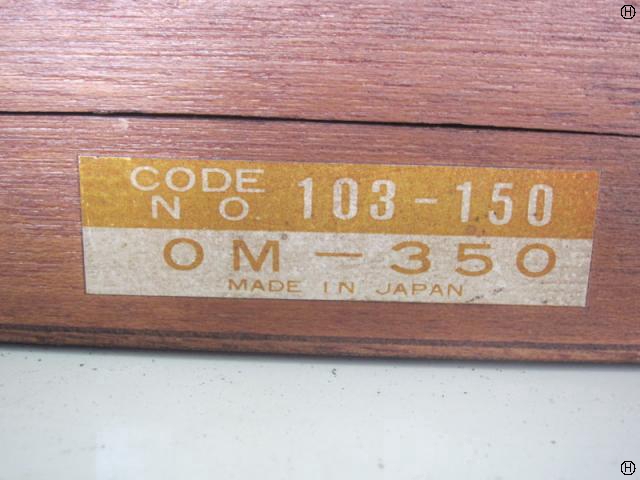 H
CODE NO. 103-150
OM-350
MADE IN JAPAN
H